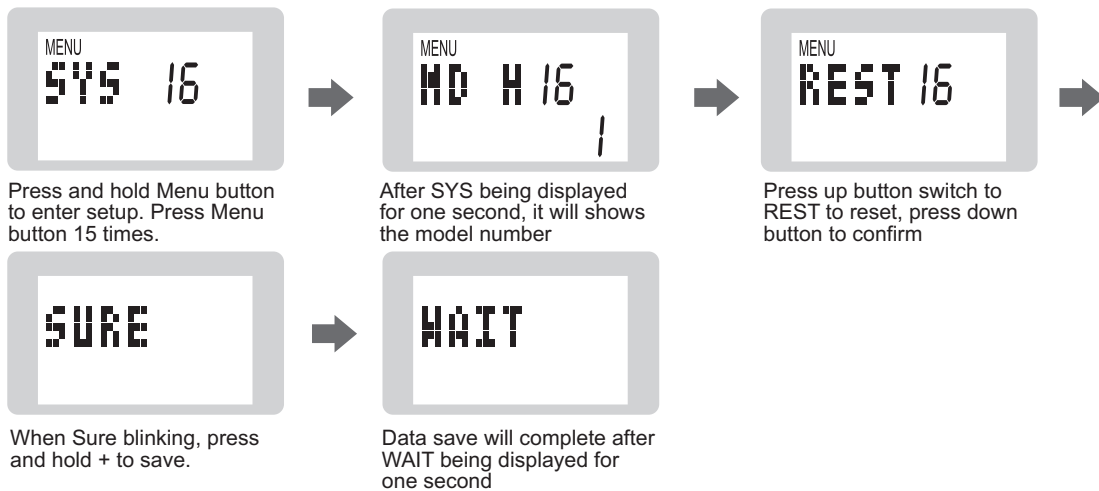 MENU
SYS 16
Press and hold Menu button
to enter setup. Press Menu
button 15 times.
MENU
MD H 16
1
After SYS being displayed
for one second, it will shows
the model number
MENU
REST 16
Press up button switch to
REST to reset, press down
button to confirm
SURE
When Sure blinking, press
and hold + to save.
WAIT
Data save will complete after
WAIT being displayed for
one second